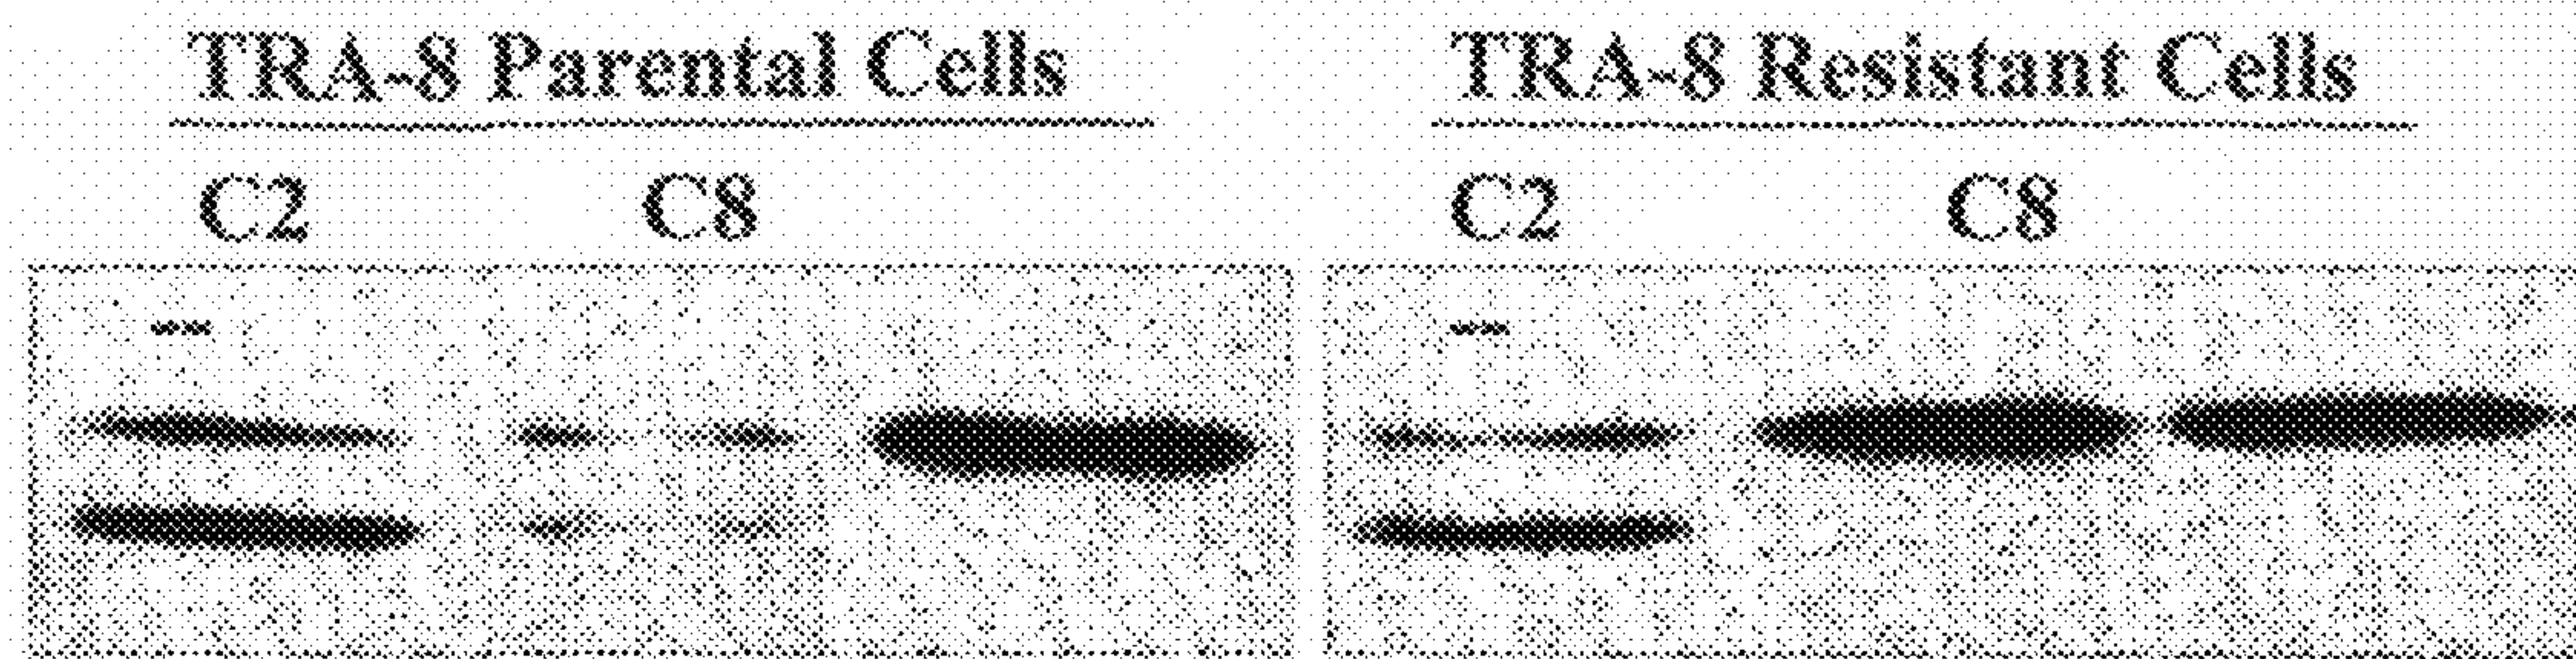 TRA-8 Parental Cells TRA-8 Resistant Cells
C2 C8 C2 C8